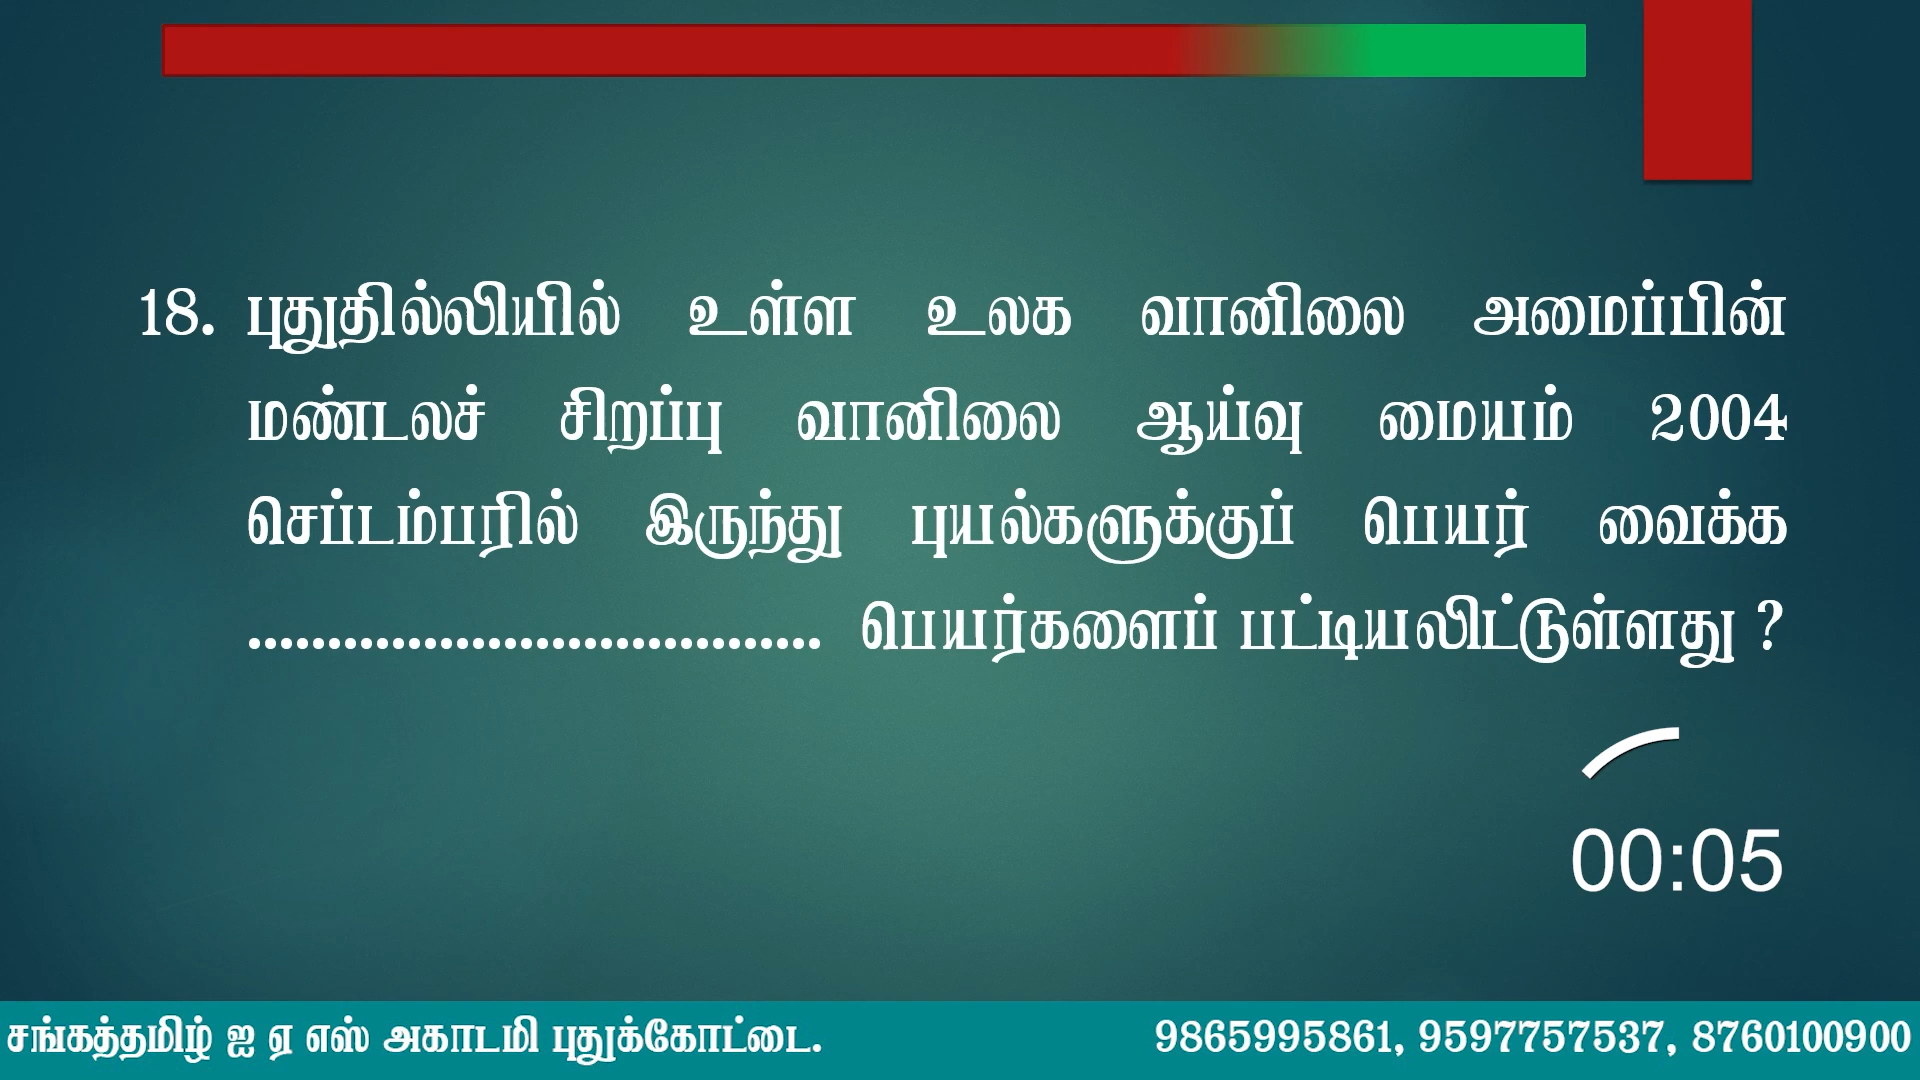 18. புதுதில்லியில் உள்ள உலக வானிலை அமைப்பின்
மண்டலச் சிறப்பு வானிலை ஆய்வு மையம் 2004
செப்டம்பரில் இருந்து புயல்களுக்குப் பெயர் வைக்க
.................................... பெயர்களைப் பட்டியலிட்டுள்ளது ?
00:05
சங்கத்தமிழ் ஐ ஏ எஸ் அகாடமி புதுக்கோட்டை. 9865995861, 9597757537, 8760100900